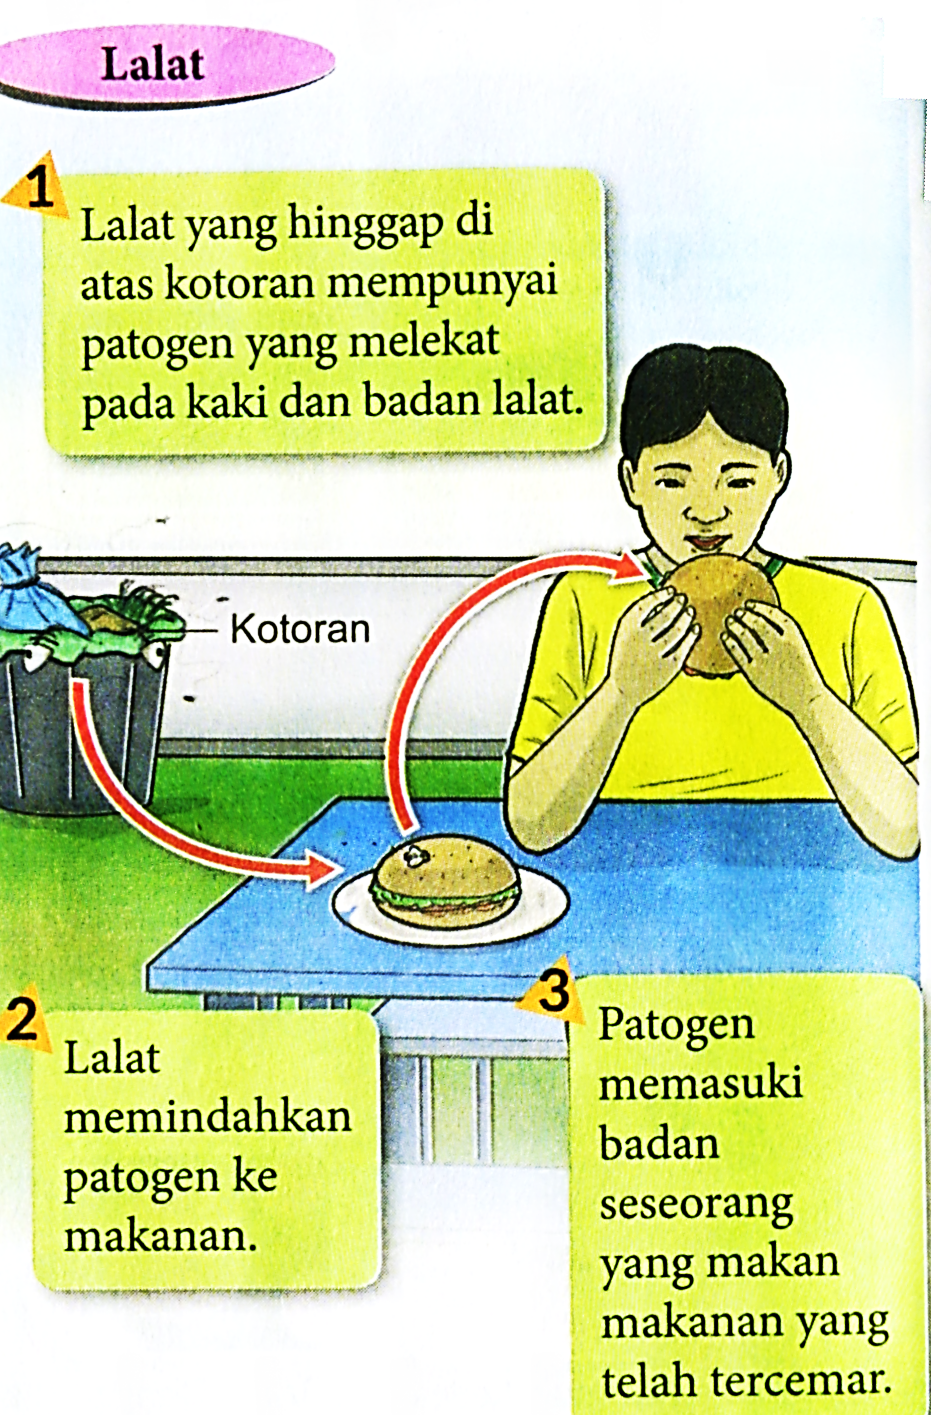 Lalat
1
Lalat yang hinggap di
atas kotoran mempunyai
patogen yang melekat
pada kaki dan badan lalat.
Kotoran
2
Lalat
memindahkan
patogen ke
makanan.
3
Patogen
memasuki
badan
seseorang
yang makan
makanan yang
telah tercemar.